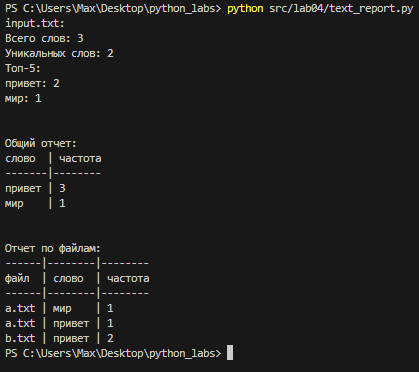 PS C:\Users\Max\Desktop\python_labs> python src/lab04/text_report.py
input.txt:
Всего слов: 3
Уникальных слов: 2
Топ-5:
привет: 2
мир: 1
Общий отчет:
слово  | частота
-------|--------
привет | 3
мир    | 1
Отчет по файлам:
------|--------|--------
файл  | слово  | частота
------|--------|--------
a.txt | мир    | 1
a.txt | привет | 1
b.txt | привет | 2
PS C:\Users\Max\Desktop\python_labs>